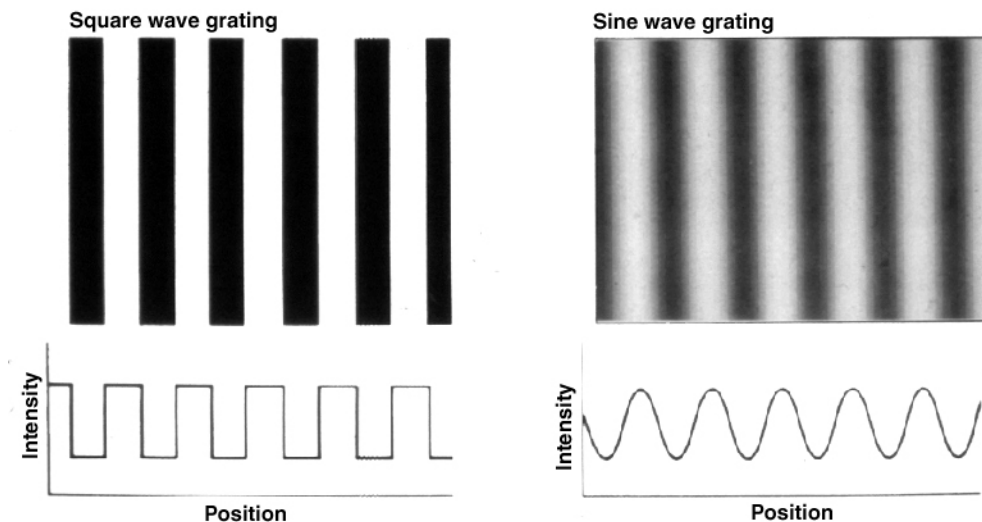 Square wave grating
Sine wave grating
Intensity
Position
Intensity
Position